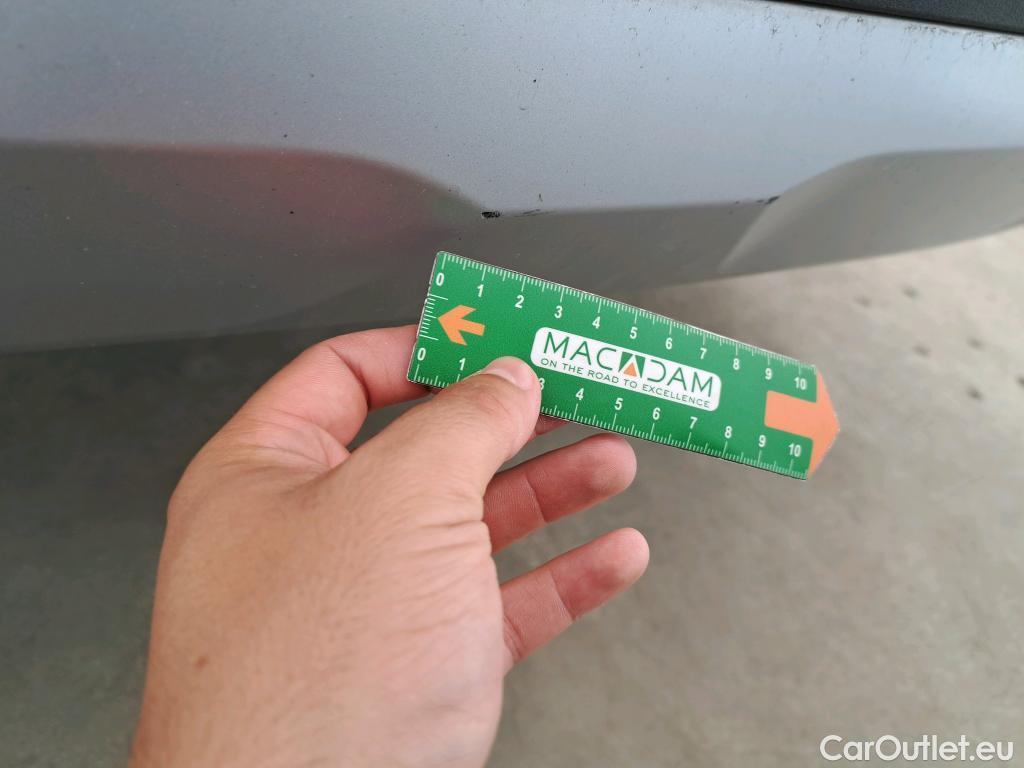 0 1 2 3 4 5 6 7 8 9 10
MACADAM
ON THE ROAD TO EXCELLENCE
0 1 3 4 5 6 7 8 9 10
CarOutlet.eu